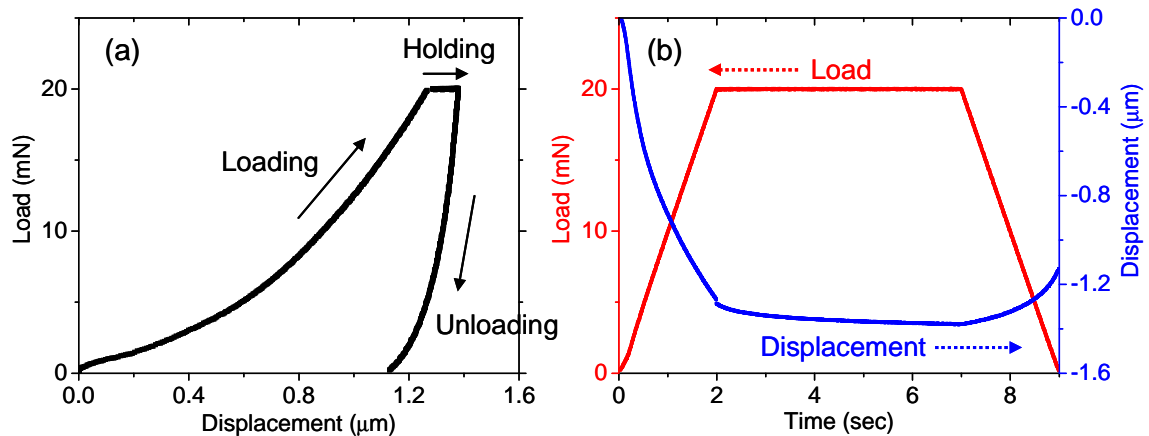 (a)
Holding
Loading
Unloading
20
10
0
Load (mN)
0.0 0.4 0.8 1.2 1.6
Displacement (μm)
(b)
Load
Displacement
20
10
0
Load (mN)
0 2 4 6 8
Time (sec)
0.0
-0.4
-0.8
-1.2
-1.6
Displacement (μm)